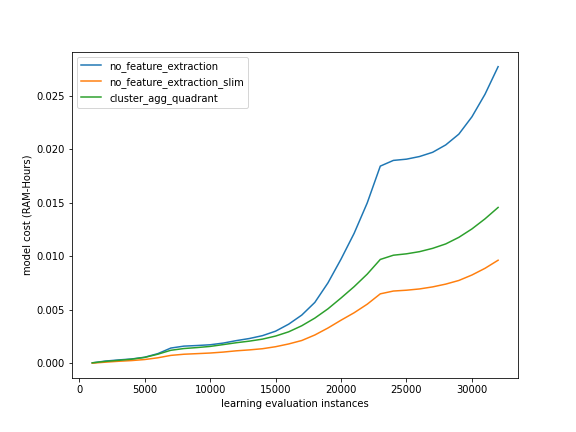 no_feature_extraction
no_feature_extraction_slim
cluster_agg_quadrant
model cost (RAM-Hours)
0.025
0.020
0.015
0.010
0.005
0.000
0 5000 10000 15000 20000 25000 30000
learning evaluation instances